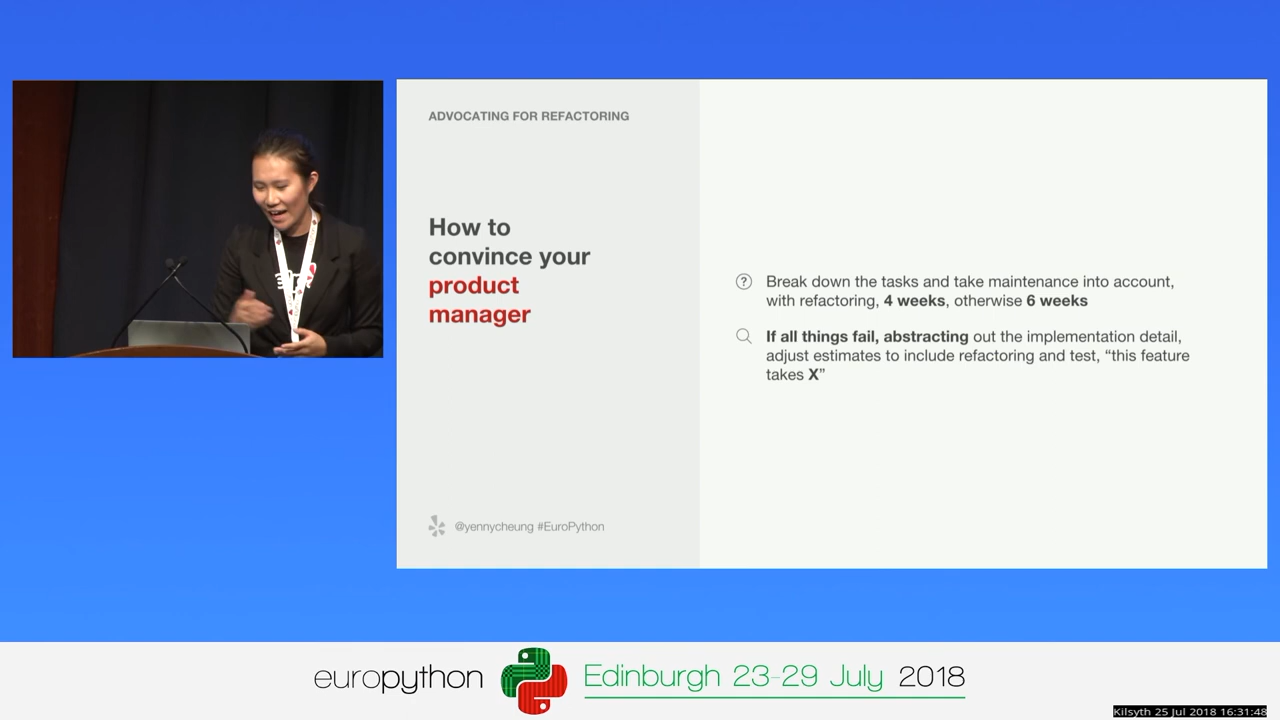 ADVOCATING FOR REFACTORING
How to
convince your
product
manager
Break down the tasks and take maintenance into account,
with refactoring, 4 weeks, otherwise 6 weeks
If all things fail, abstracting out the implementation detail,
adjust estimates to include refactoring and test, “this feature
takes X”
@yennycheung #EuroPython
europython
Edinburgh 23-29 July 2018
Kilsyth 25 Jul 2018 16:31:48